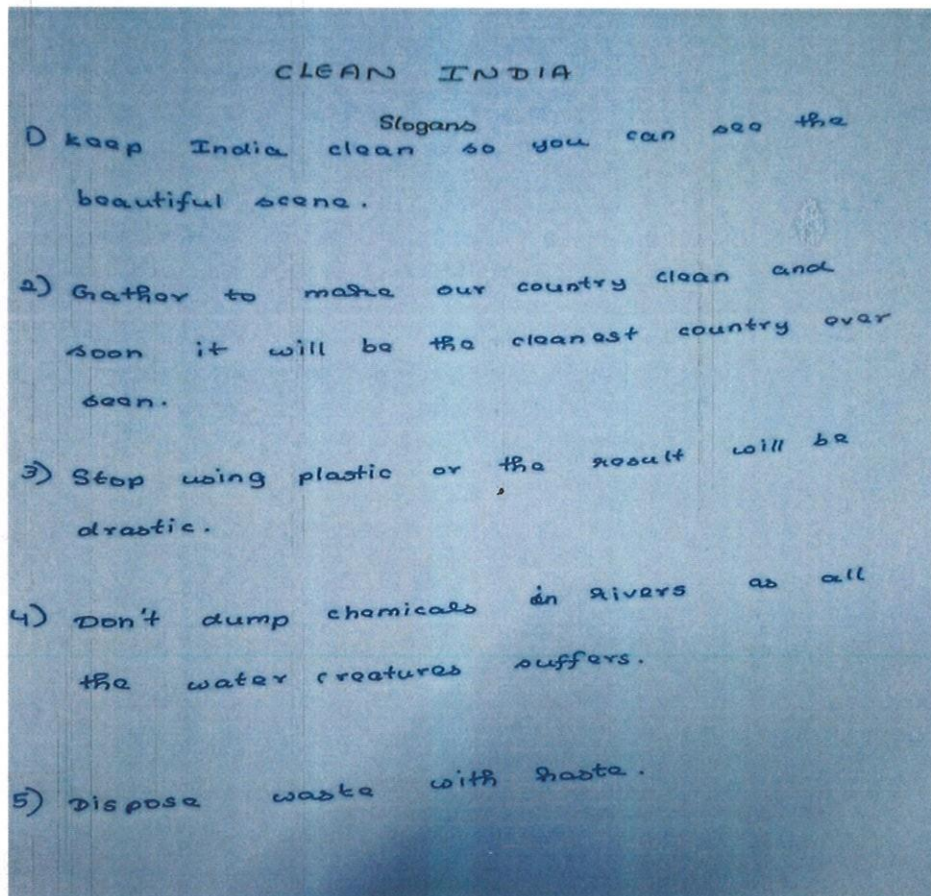 CLEAN INDIA
Slogans
1) keep India clean so you can see the
beautiful scene.
2) Gather to make our country clean and
soon it will be the cleanest country ever
seen.
3) Stop using plastic or the result will be
drastic.
4) Don't dump chemicals in rivers as all
the water creatures suffers.
5) Dispose waste with haste.